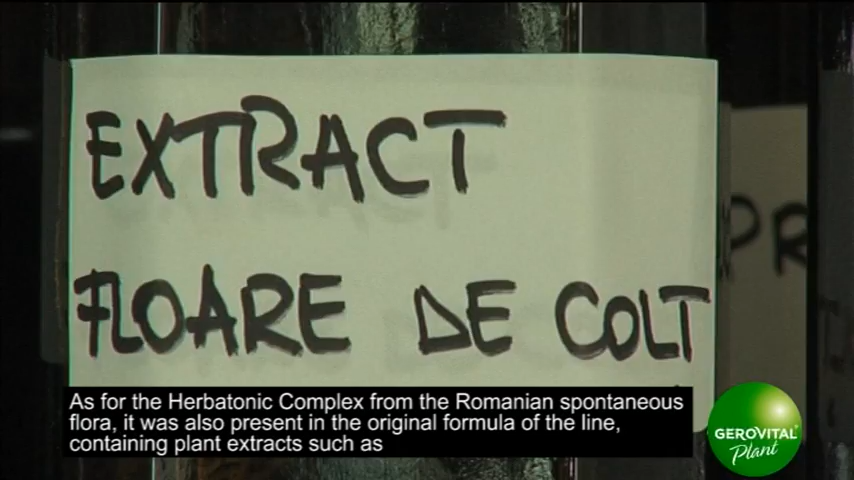 EXTRACT
FLOARE DE COLT
PR
As for the Herbatonic Complex from the Romanian spontaneous
flora, it was also present in the original formula of the line,
containing plant extracts such as
GEROVITAL
Plant